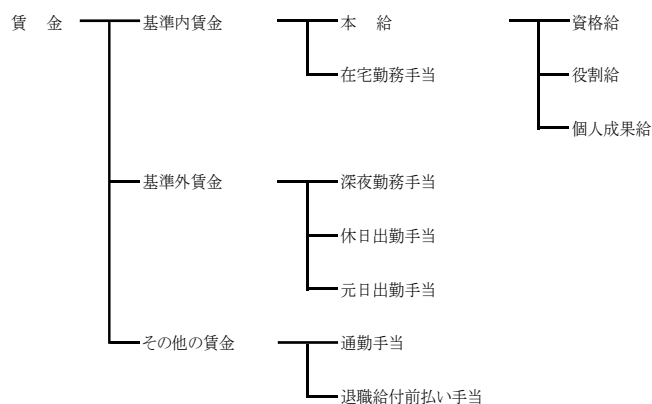 賃　金 基準内賃金 本　給 資格給
在宅勤務手当 役割給
個人成果給
基準外賃金 深夜勤務手当
休日出勤手当
元日出勤手当
その他の賃金 通勤手当
退職給付前払い手当